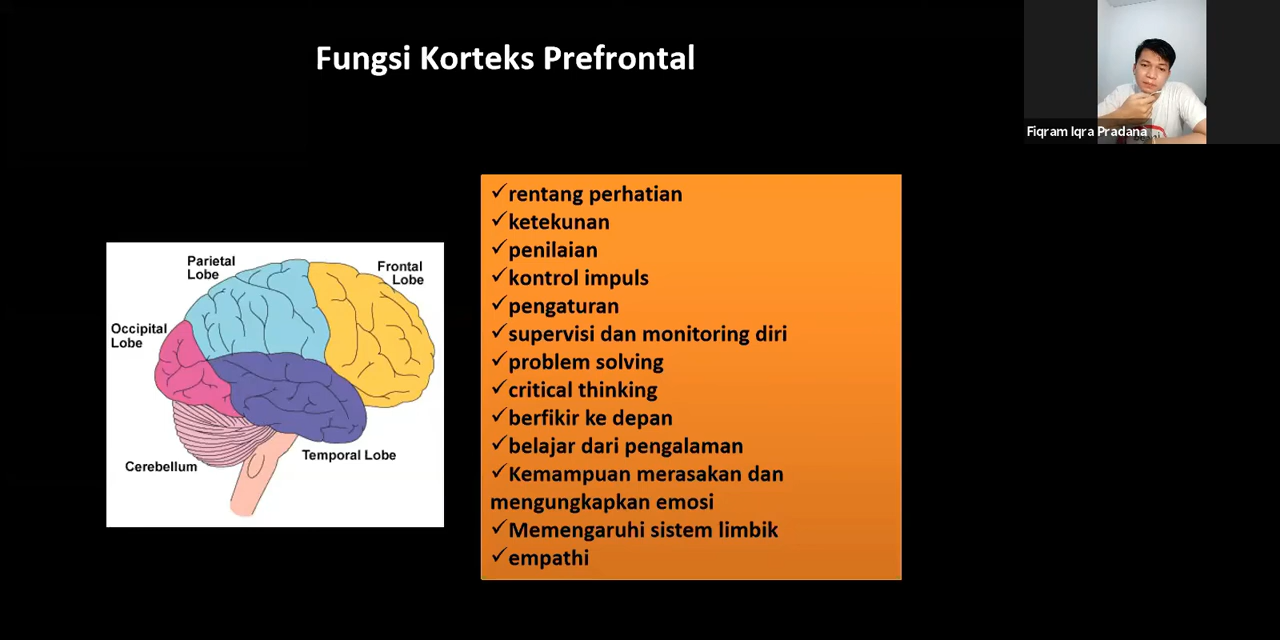 Fungsi Korteks Prefrontal
Fiqram Iqra Pradana
✓rentang perhatian
✓ketekunan
✓penilaian
✓kontrol impuls
✓pengaturan
✓supervisi dan monitoring diri
✓problem solving
✓critical thinking
✓berfikir ke depan
✓belajar dari pengalaman
✓Kemampuan merasakan dan
mengungkapkan emosi
✓Memengaruhi sistem limbik
✓empathi
Parietal
Lobe
Frontal
Lobe
Occipital
Lobe
Temporal Lobe
Cerebellum